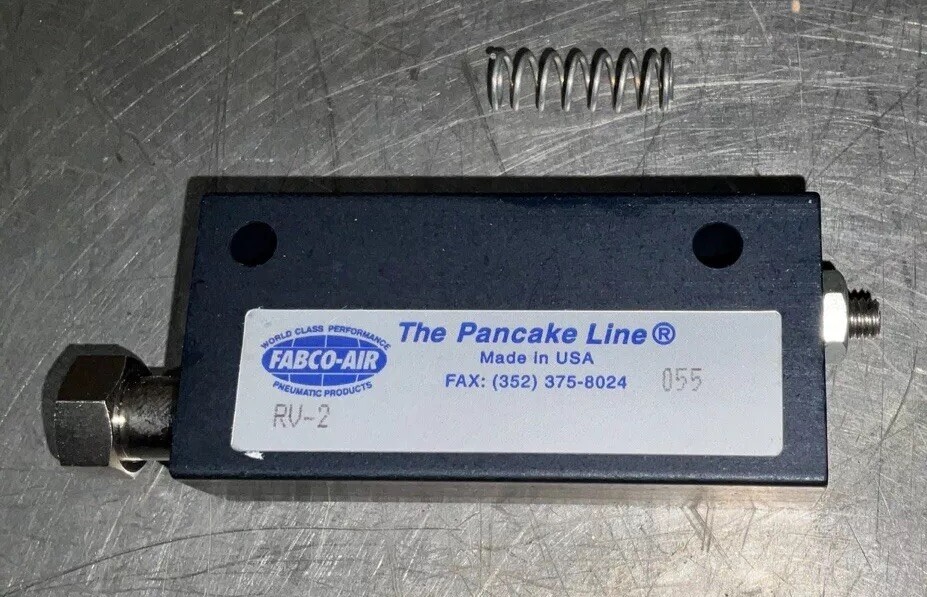 WORLD CLASS PERFORMANCE
FABCO-AIR
PNEUMATIC PRODUCTS
The Pancake Line®
Made in USA
FAX: (352) 375-8024
055
RV-2